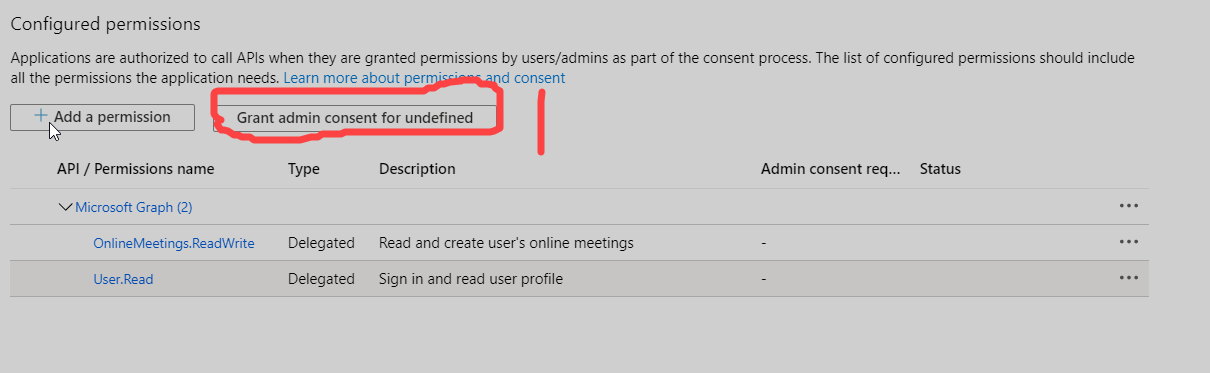 Configured permissions
Applications are authorized to call APIs when they are granted permissions by users/admins as part of the consent process. The list of configured permissions should include
all the permissions the application needs. Learn more about permissions and consent
+ Add a permission Grant admin consent for undefined
API / Permissions name Type Description Admin consent req... Status
Microsoft Graph (2) ...
OnlineMeetings.ReadWrite Delegated Read and create user's online meetings - ...
User.Read Delegated Sign in and read user profile - ...